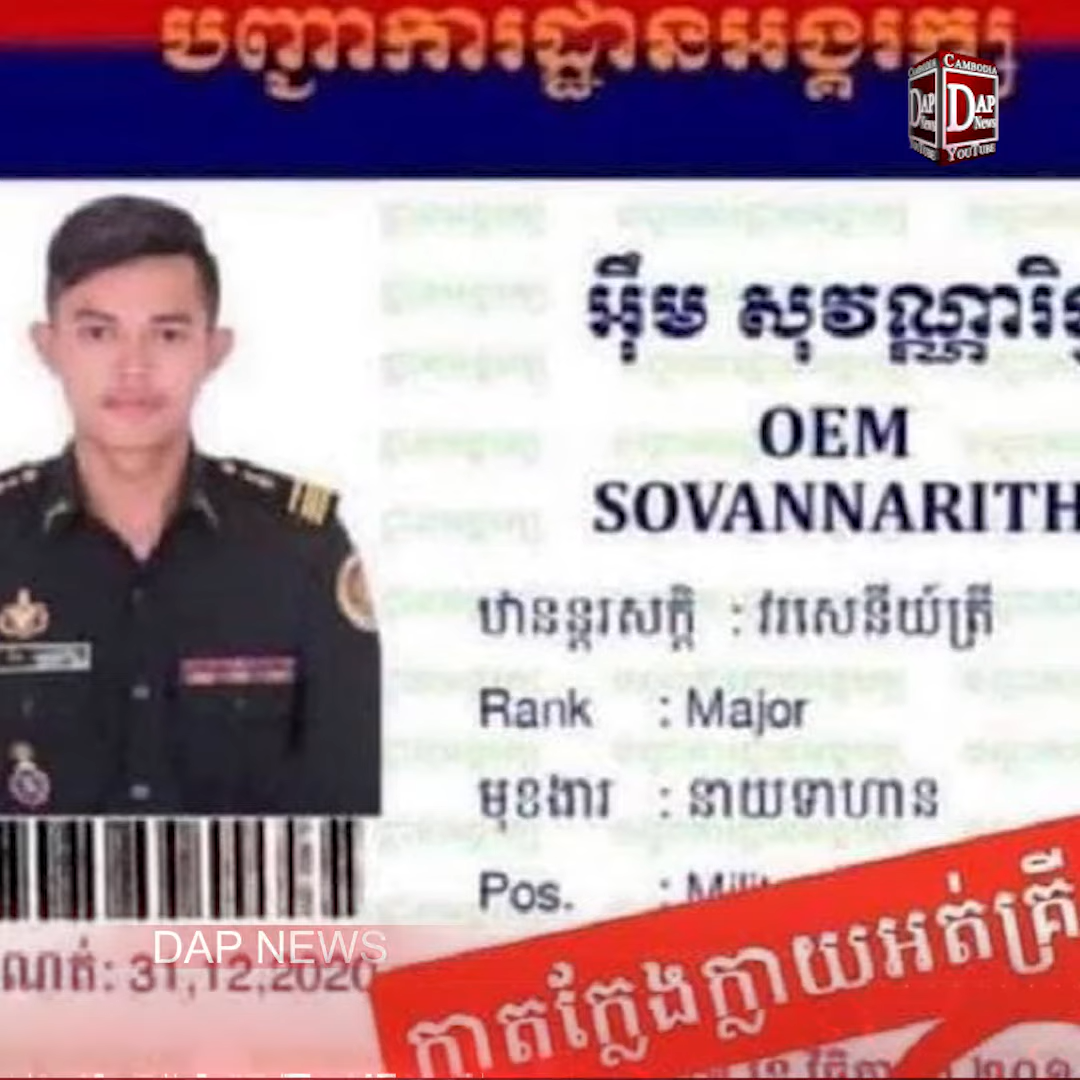 បញ្ជាការដ្ឋានអង្គរក្ស
CAMBODIA
DAP
News
YOUTUBE
អ៊ឹម សុវណ្ណារិ
OEM
SOVANNARITH
ឋានន្តរសក្តិ : វរសេនីយ៍ត្រី
Rank : Major
មុខងារ : នាយទាហាន
Pos. :
DAP NEWS
ណត់: 31,12,2020
កាតក្លែងក្លាយអត់គ្រឺ